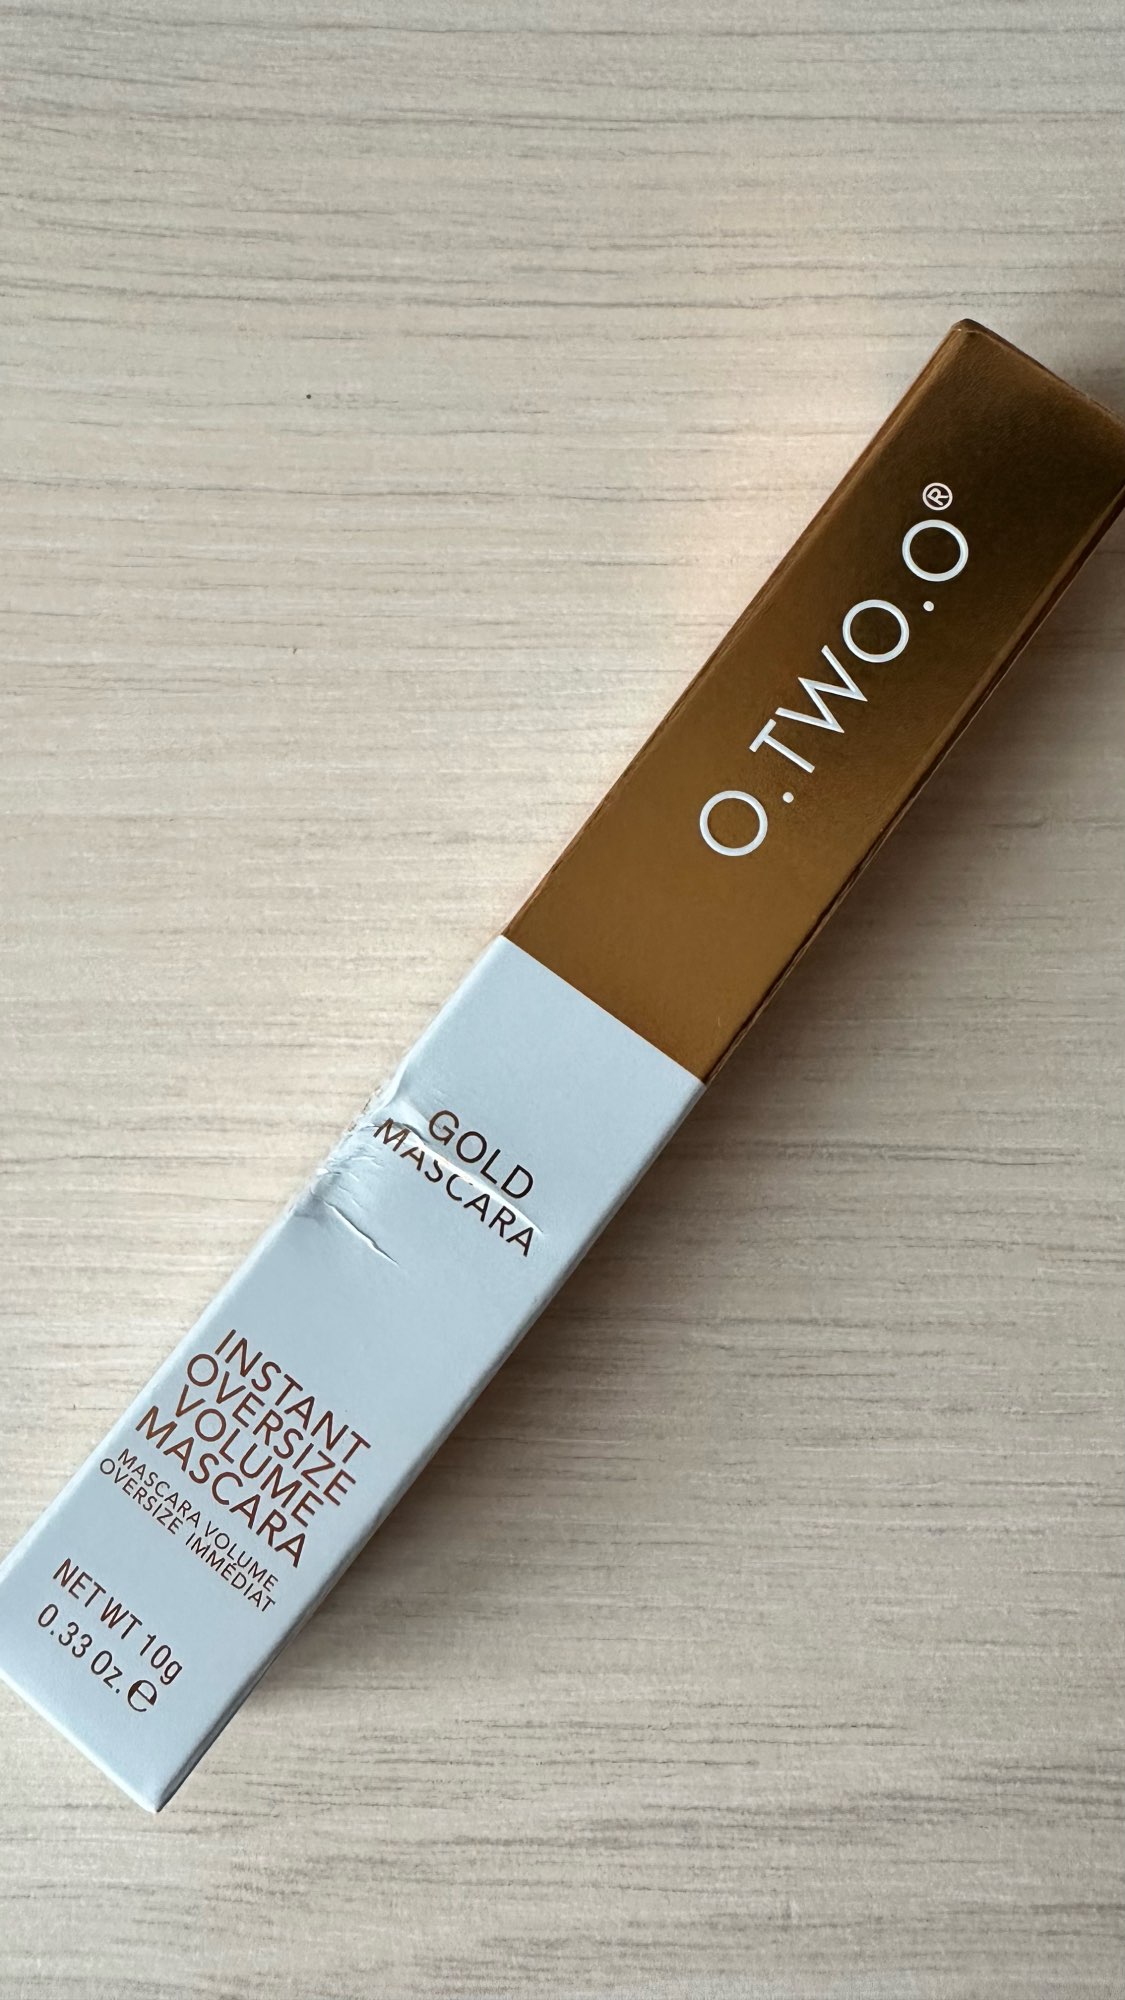 O.TWO.O®
GOLD
MASCARA
INSTANT
OVERSIZE
VOLUME
MASCARA
MASCARA VOLUME
OVERSIZE IMMÉDIAT
NET WT 10g
0.33 Oz. ℮